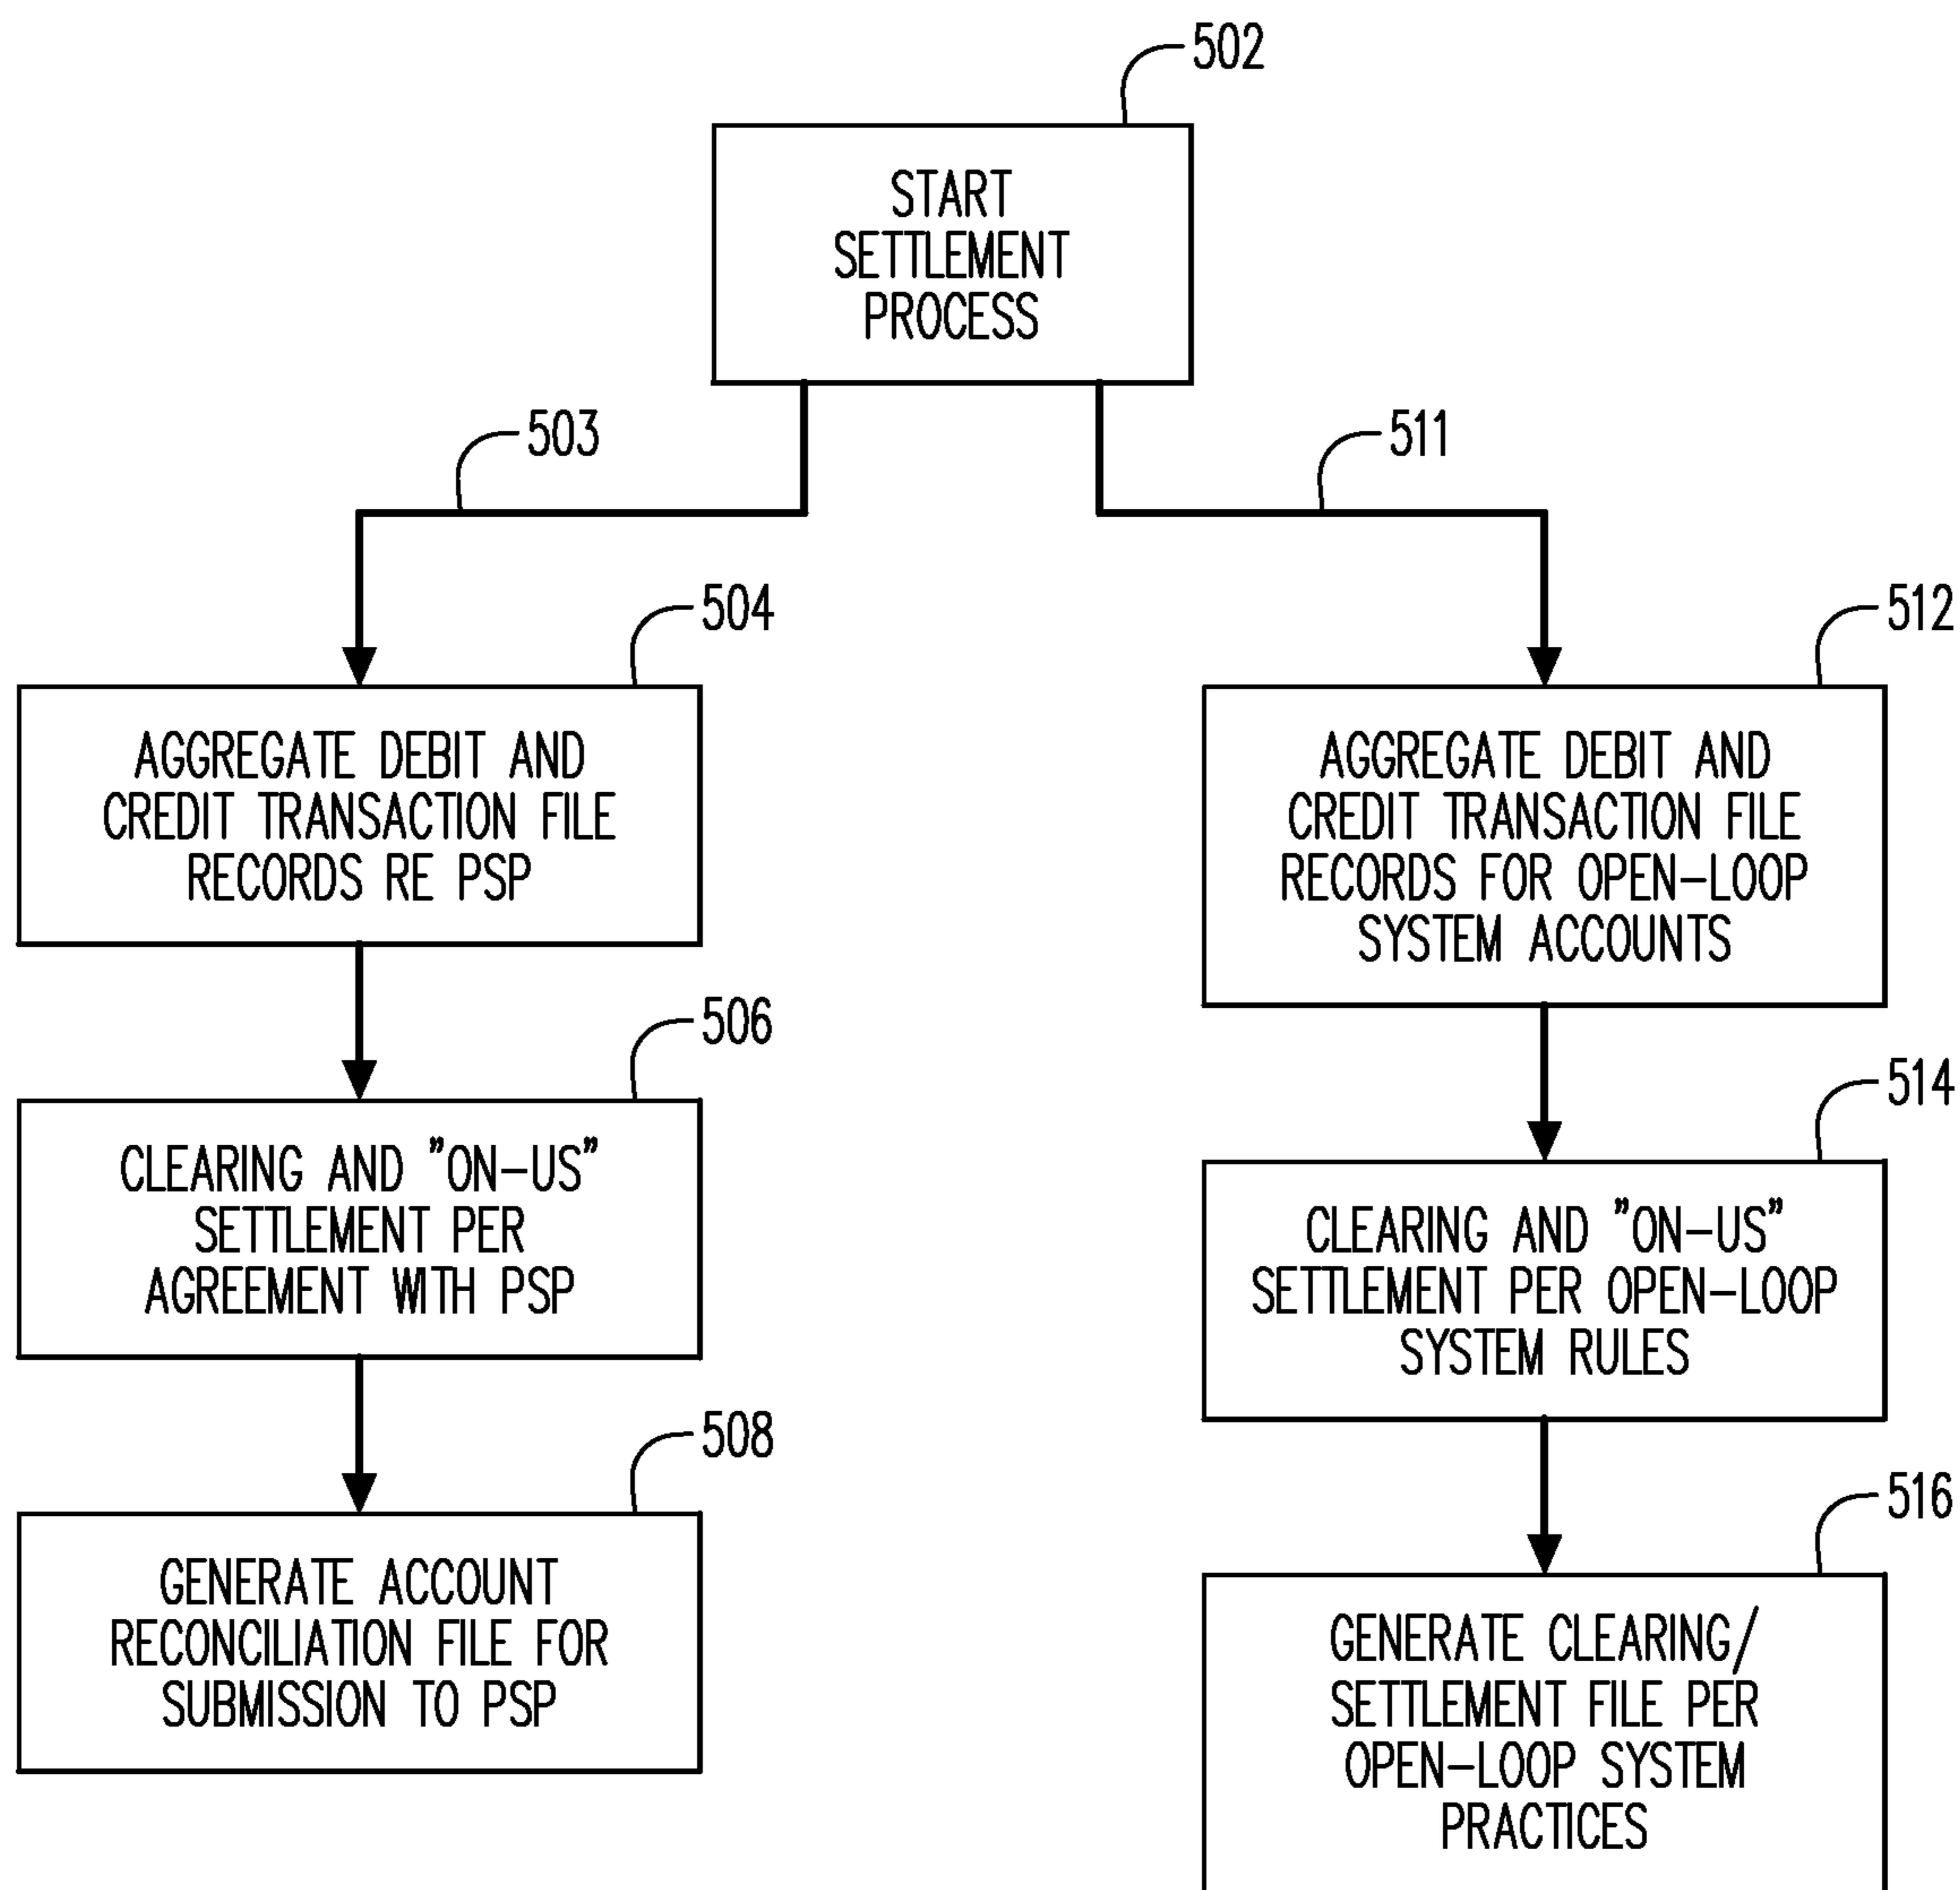 502
START
SETTLEMENT
PROCESS
503
511
504
AGGREGATE DEBIT AND
CREDIT TRANSACTION FILE
RECORDS RE PSP
512
AGGREGATE DEBIT AND
CREDIT TRANSACTION FILE
RECORDS FOR OPEN-LOOP
SYSTEM ACCOUNTS
506
CLEARING AND "ON-US"
SETTLEMENT PER
AGREEMENT WITH PSP
514
CLEARING AND "ON-US"
SETTLEMENT PER OPEN-LOOP
SYSTEM RULES
508
GENERATE ACCOUNT
RECONCILIATION FILE FOR
SUBMISSION TO PSP
516
GENERATE CLEARING/
SETTLEMENT FILE PER
OPEN-LOOP SYSTEM
PRACTICES